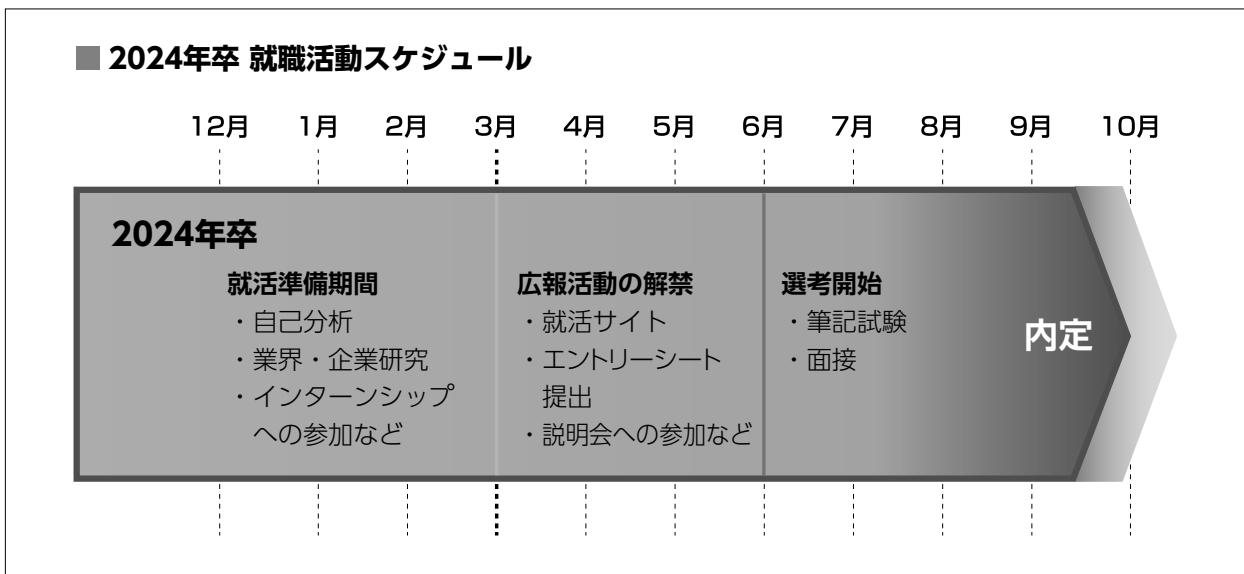 ■ 2024年卒 就職活動スケジュール
12月 1月 2月 3月 4月 5月 6月 7月 8月 9月 10月
2024年卒
就活準備期間
・自己分析
・業界・企業研究
・インターンシップ
への参加など
広報活動の解禁
・就活サイト
・エントリーシート
提出
・説明会への参加など
選考開始
・筆記試験
・面接
内定